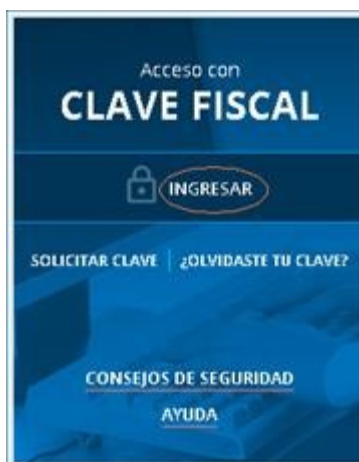 Acceso con
CLAVE FISCAL
INGRESAR
SOLICITAR CLAVE | ¿OLVIDASTE TU CLAVE?
CONSEJOS DE SEGURIDAD
AYUDA